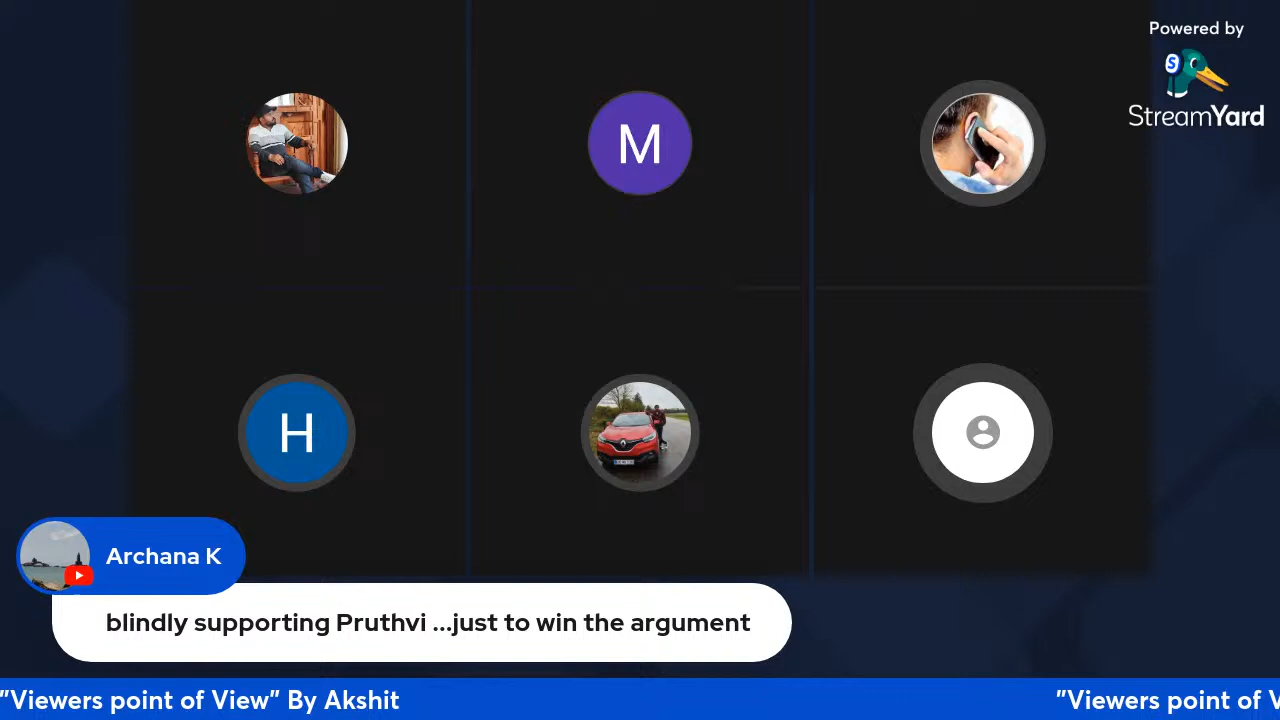 Powered by
S
StreamYard
M
H
Archana K
blindly supporting Pruthvi ...just to win the argument
"Viewers point of View" By Akshit
"Viewers point of V